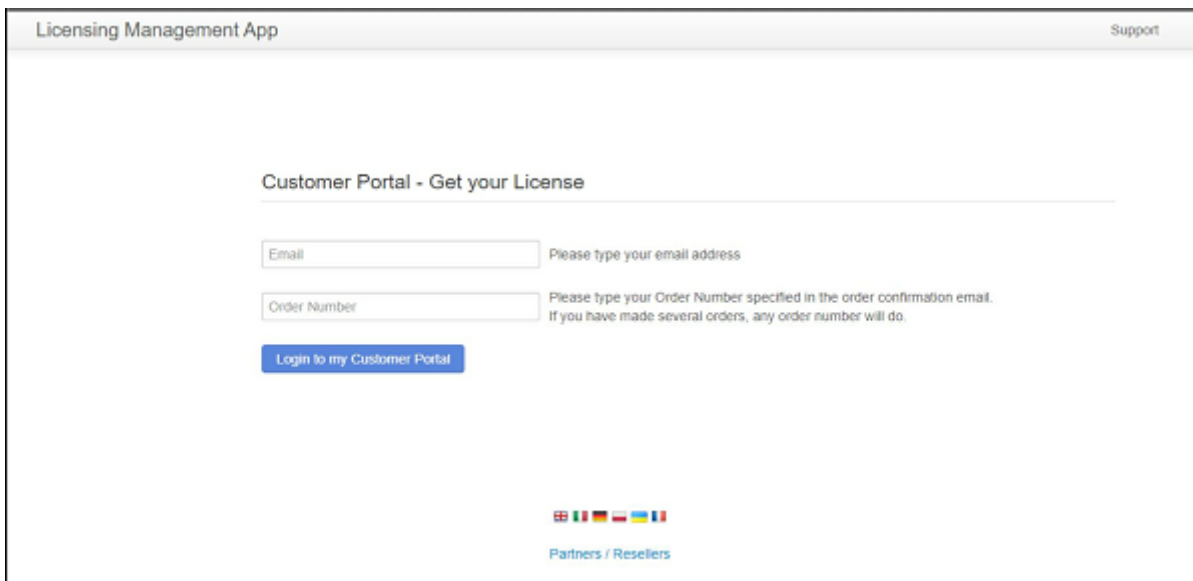 Licensing Management App
Support
Customer Portal - Get your License
Email
Please type your email address
Order Number
Please type your Order Number specified in the order confirmation email.
If you have made several orders, any order number will do.
Login to my Customer Portal
Partners / Resellers